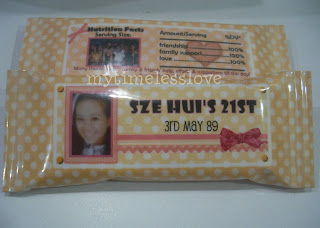 Nutrition Facts
Serving Size:
Amount/Serving %DV*
friendship 100%
family support 100%
love 100%
mytimelesslove
SZE HUI'S 21ST
3RD MAY 89